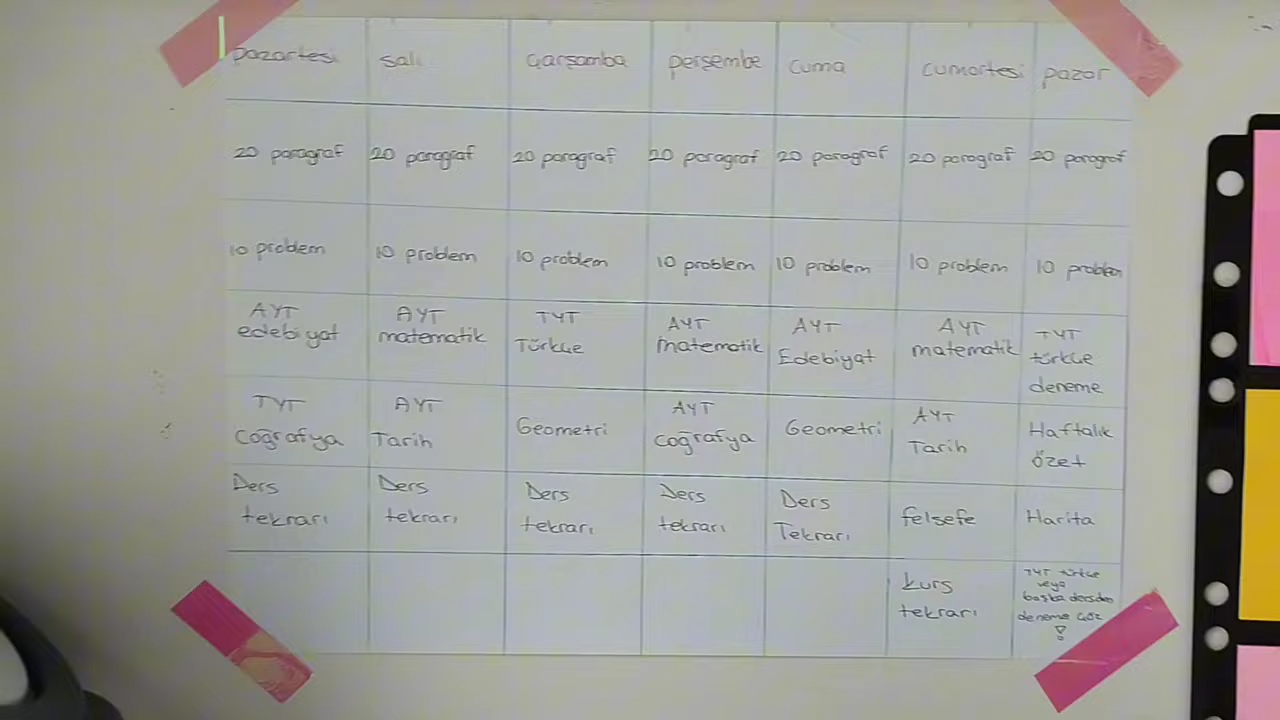 pazartesi salı Çarşamba perşembe cuma cumartesi pazar
20 paragraf 20 paragraf 20 paragraf 20 paragraf 20 paragraf 20 paragraf 20 paragraf
10 problem 10 problem 10 problem 10 problem 10 problem 10 problem 10 problem
AYT AYT TYT AYT AYT AYT TYT
edebiyat matematik Türkçe matematik Edebiyat matematik türkçe
deneme
TYT AYT Geometri AYT Geometri AYT Haftalık
Coğrafya Tarih coğrafya Tarih özet
Ders Ders Ders Ders Ders felsefe Harita
tekrarı tekrarı tekrarı tekrarı Tekrarı
kurs TYT türkçe
tekrarı veya
başka dersden
deneme çöz
!